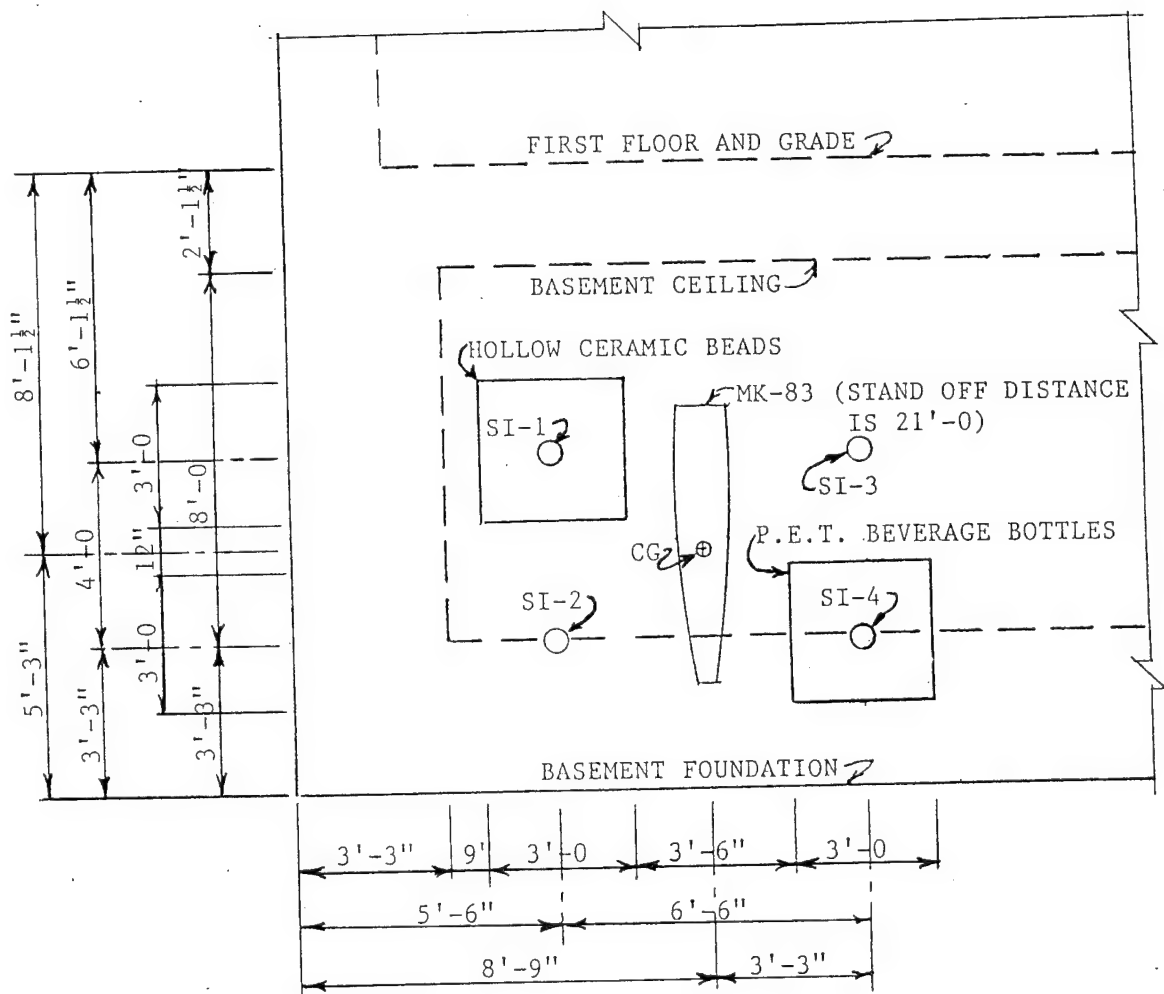 FIRST FLOOR AND GRADE
BASEMENT CEILING
HOLLOW CERAMIC BEADS
MK-83 (STAND OFF DISTANCE
IS 21'-0)
SI-1
SI-3
P.E.T. BEVERAGE BOTTLES
CG
SI-2
SI-4
BASEMENT FOUNDATION
8'-1½"
6'-1½"
2'-1½"
3'-0
8'-0
12"
4'-0
3'-0
5'-3"
3'-3"
3'-3"
3'-3" 9' 3'-0 3'-6" 3'-0
5'-6" 6'-6"
8'-9" 3'-3"